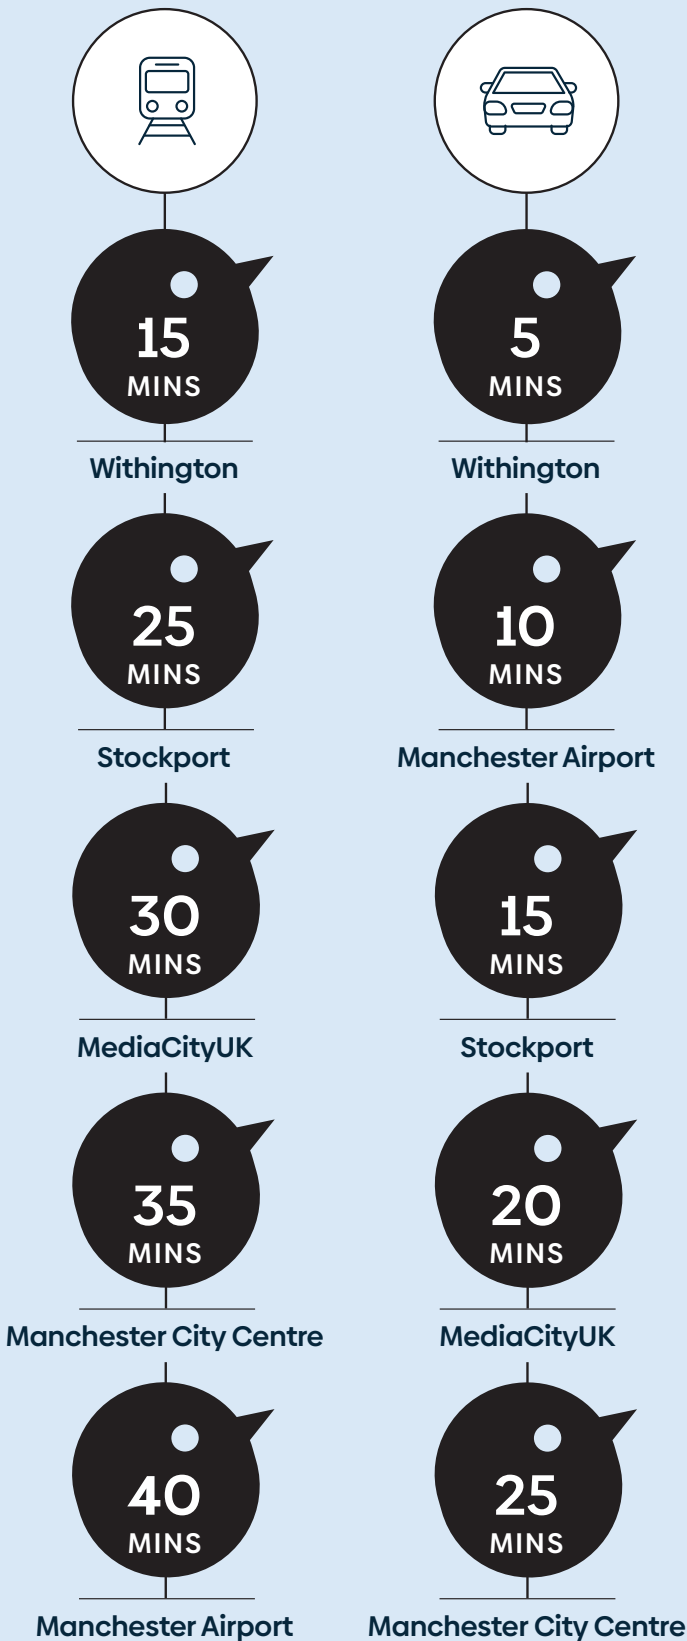 15
MINS
Withington
25
MINS
Stockport
30
MINS
MediaCityUK
35
MINS
Manchester City Centre
40
MINS
Manchester Airport
5
MINS
Withington
10
MINS
Manchester Airport
15
MINS
Stockport
20
MINS
MediaCityUK
25
MINS
Manchester City Centre